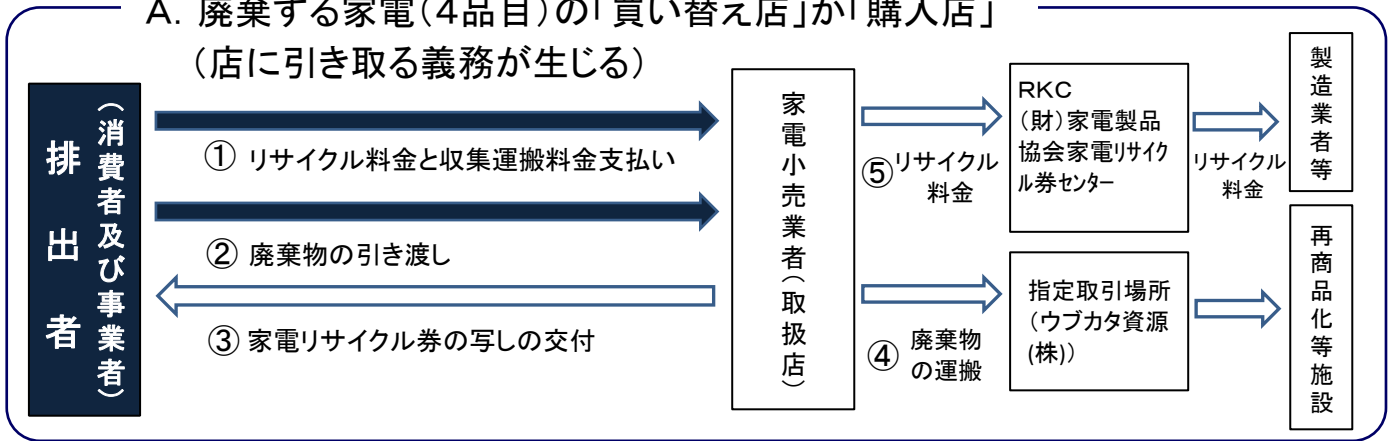 A．廃棄する家電(４品目)の「買い替え店」か「購入店」
(店に引き取る義務が生じる)
排出者
(消費者及び事業者)
① リサイクル料金と収集運搬料金支払い
② 廃棄物の引き渡し
③ 家電リサイクル券の写しの交付
家電小売業者(取扱店)
⑤リサイクル
料金
④ 廃棄物
の運搬
ＲＫＣ
(財)家電製品
協会家電リサイク
ル券センター
指定取引場所
(ウブカタ資源
(株))
リサイクル
料金
製造業者等
再商品化等施設